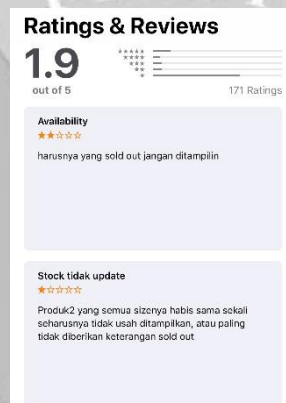 Ratings & Reviews
1.9
out of 5
171 Ratings
Availability
harusnya yang sold out jangan ditampilin
Stock tidak update
Produk2 yang semua sizenya habis sama sekali
seharusnya tidak usah ditampilkan, atau paling
tidak diberikan keterangan sold out